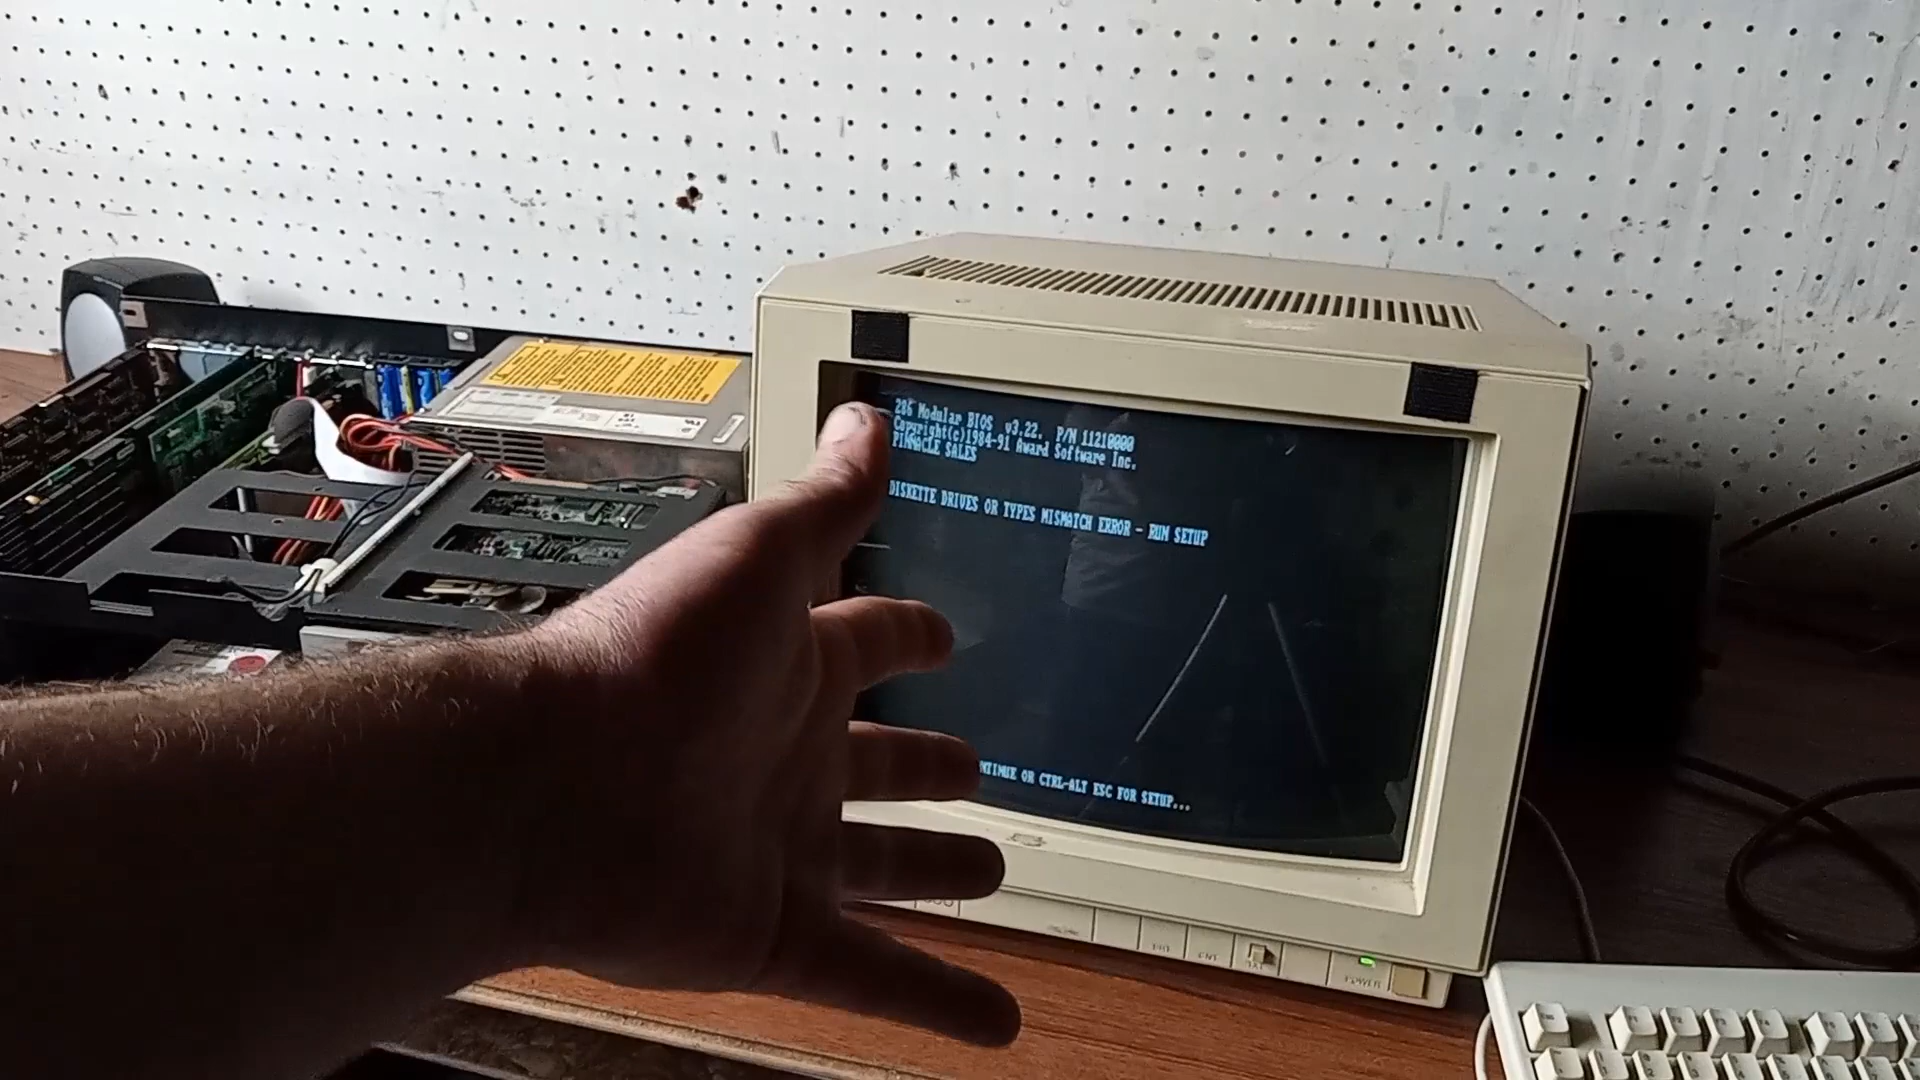 286 Modular BIOS v3.22. P/N 11210000
Copyright(c)1984-91 Award Software Inc.
PINNACLE SALES
DISKETTE DRIVES OR TYPES MISMATCH ERROR - RUN SETUP
NTINUE OR CTRL-ALT ESC FOR SETUP...
POWER